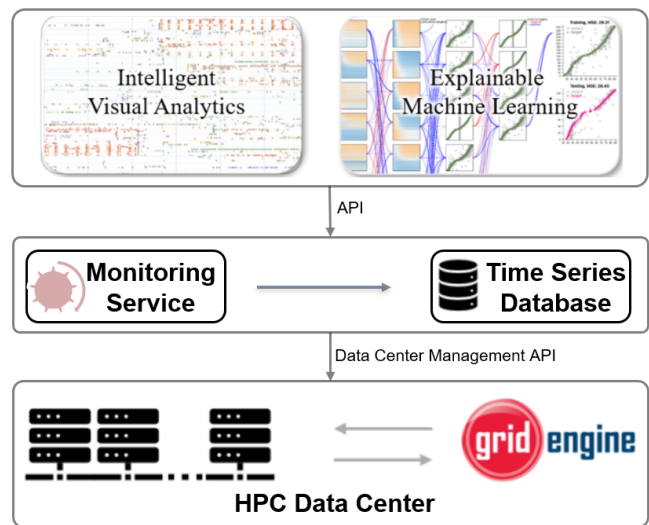 Intelligent
Visual Analytics
Explainable
Machine Learning
API
Monitoring
Service
Time Series
Database
Data Center Management API
grid engine
HPC Data Center